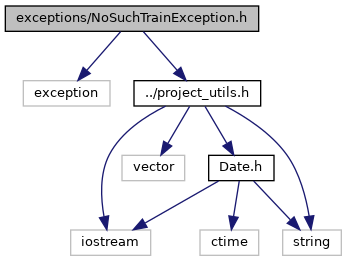 exceptions/NoSuchTrainException.h
exception
../project_utils.h
vector
Date.h
iostream
ctime
string